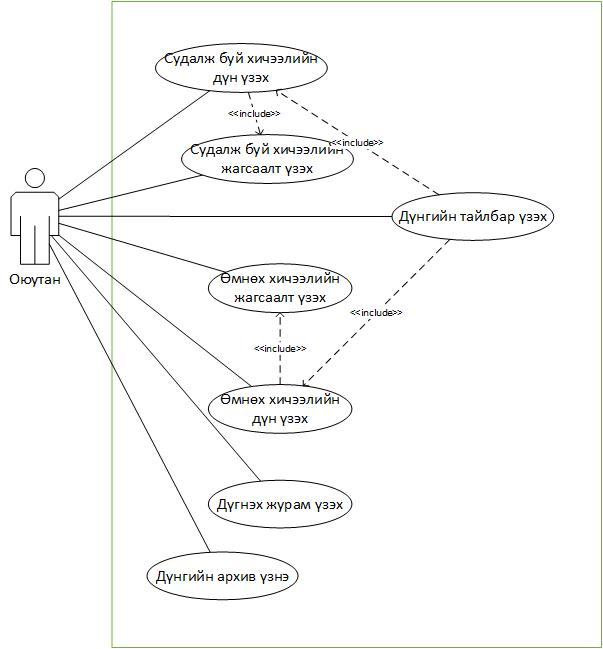 Судалж буй хичээлийн
дүн үзэх
<<include>>
Судалж буй хичээлийн
жагсаалт үзэх
<<include>>
Дүнгийн тайлбар үзэх
Оюутан
Өмнөх хичээлийн
жагсаалт үзэх
<<include>>
<<include>>
Өмнөх хичээлийн
дүн үзэх
Дүгнэх журам үзэх
Дүнгийн архив үзнэ